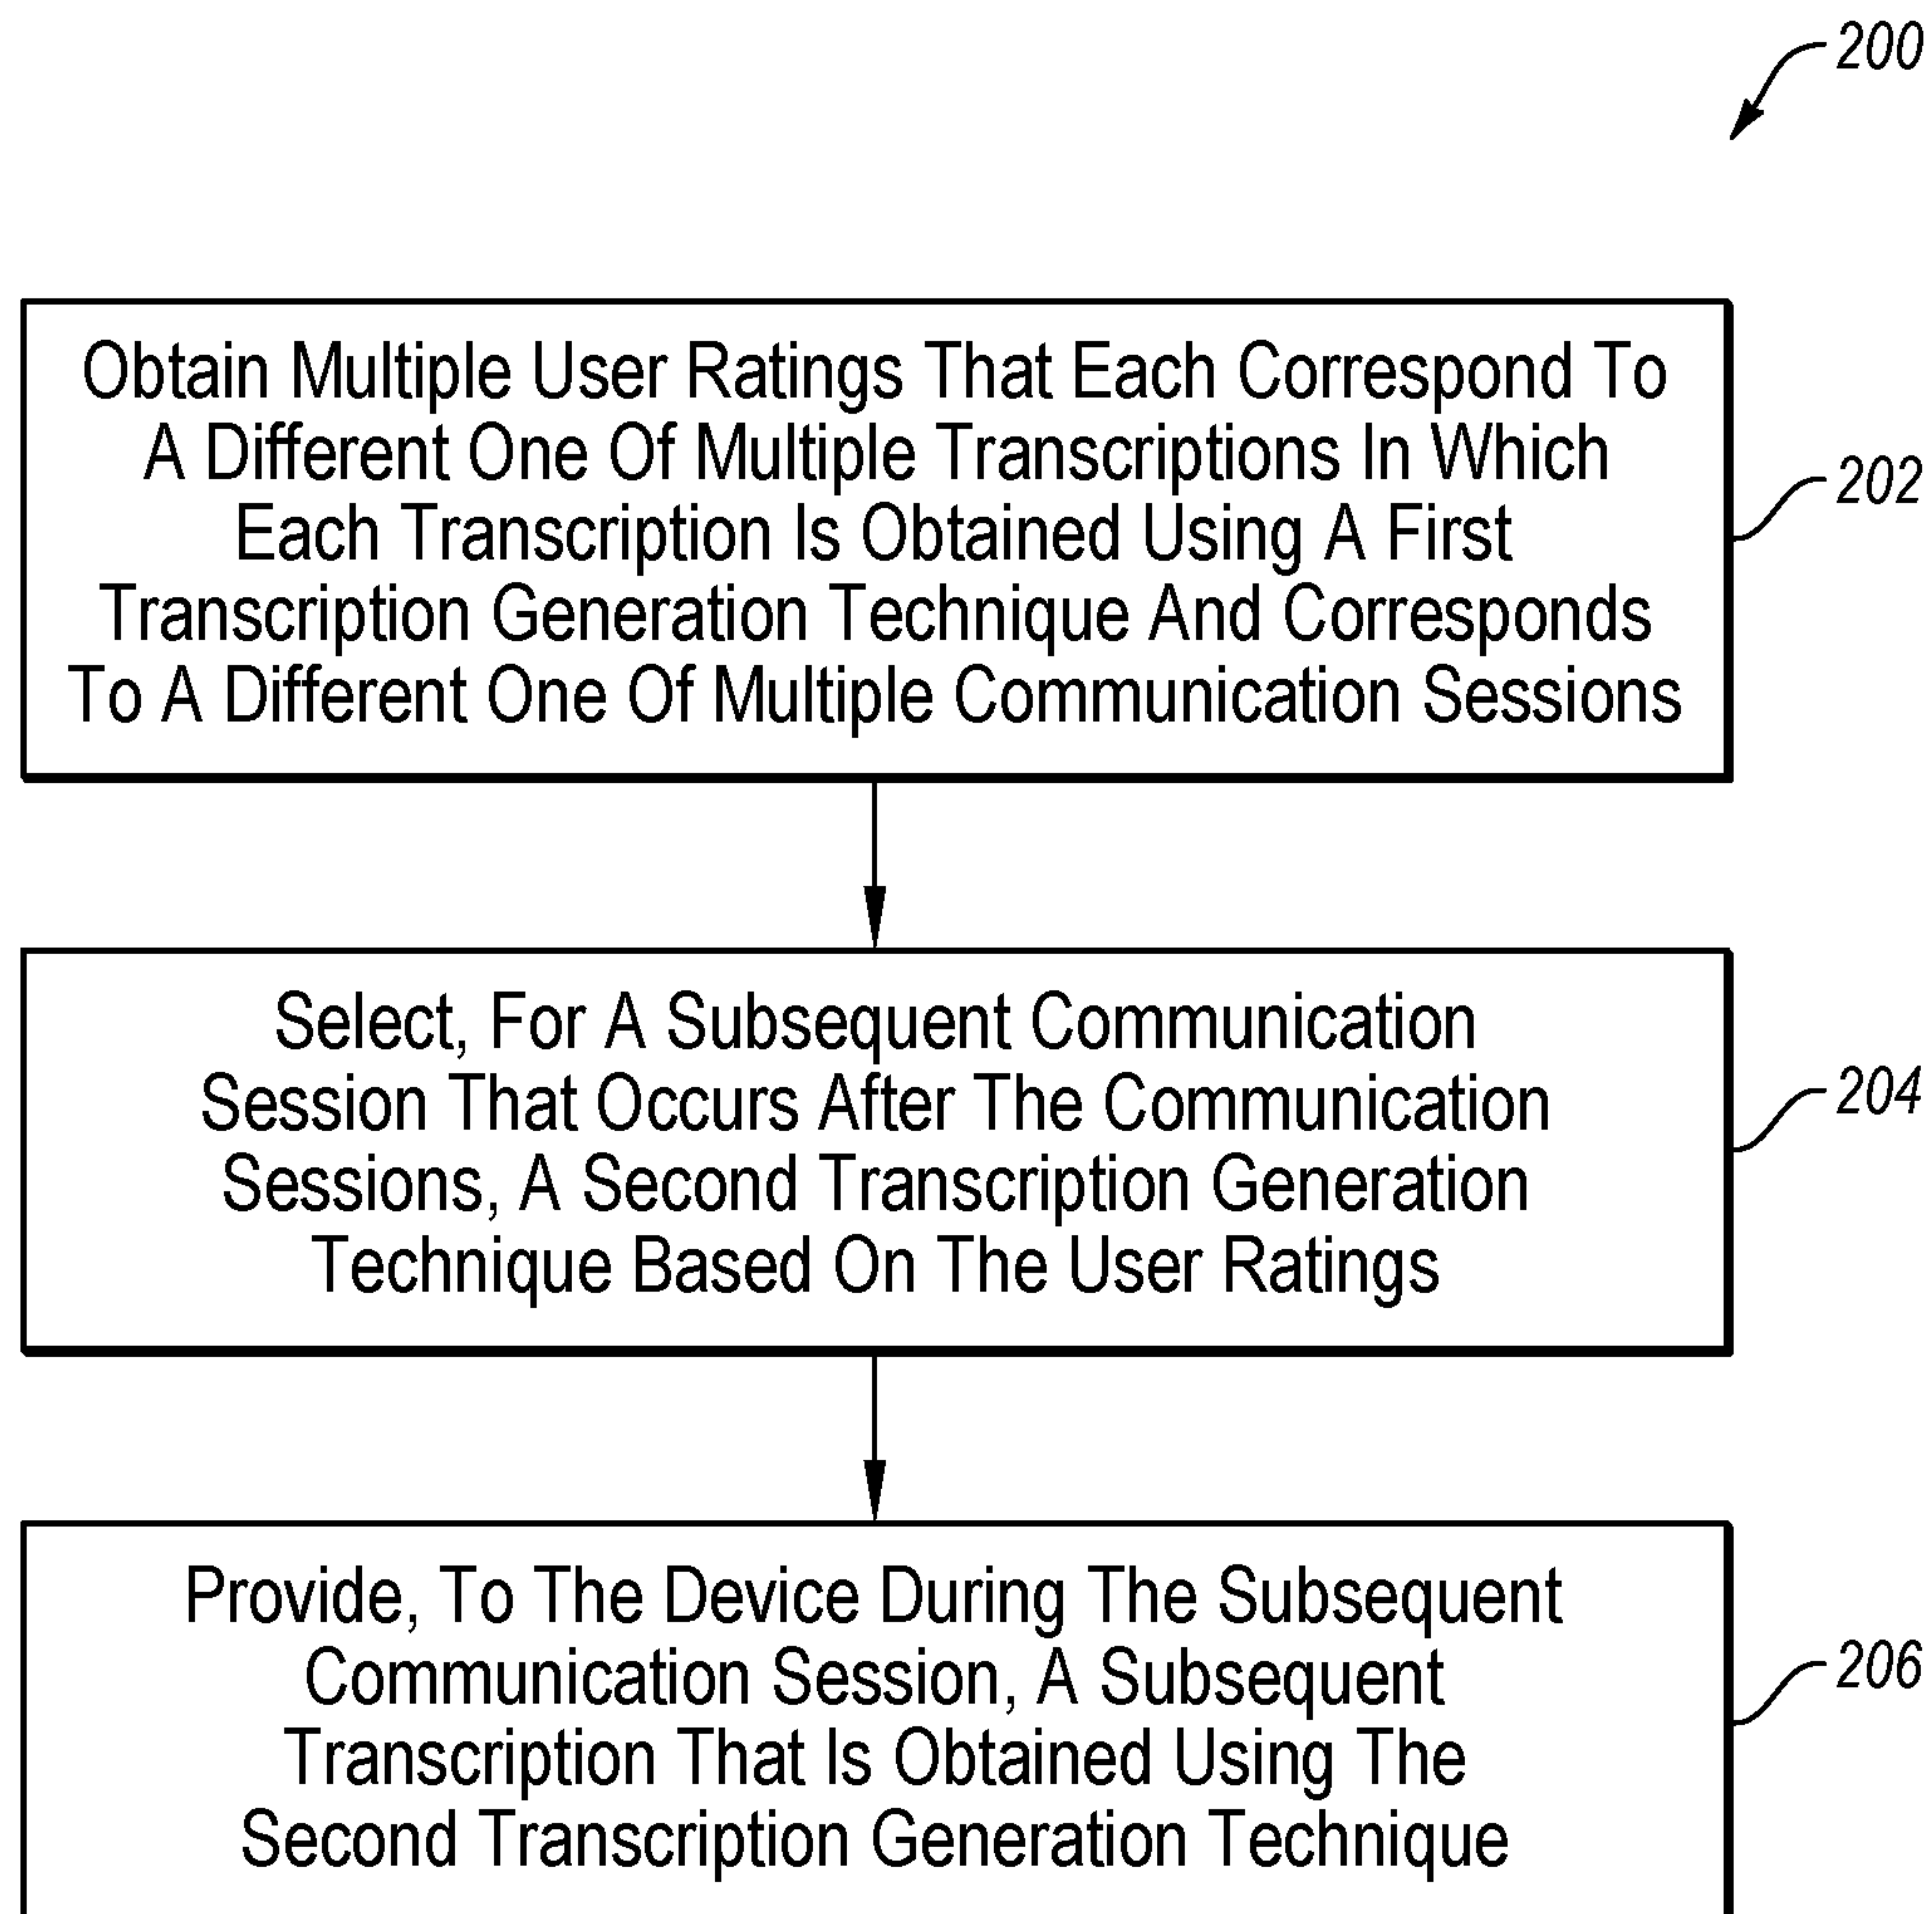 200
Obtain Multiple User Ratings That Each Correspond To
A Different One Of Multiple Transcriptions In Which
Each Transcription Is Obtained Using A First
Transcription Generation Technique And Corresponds
To A Different One Of Multiple Communication Sessions
202
Select, For A Subsequent Communication
Session That Occurs After The Communication
Sessions, A Second Transcription Generation
Technique Based On The User Ratings
204
Provide, To The Device During The Subsequent
Communication Session, A Subsequent
Transcription That Is Obtained Using The
Second Transcription Generation Technique
206